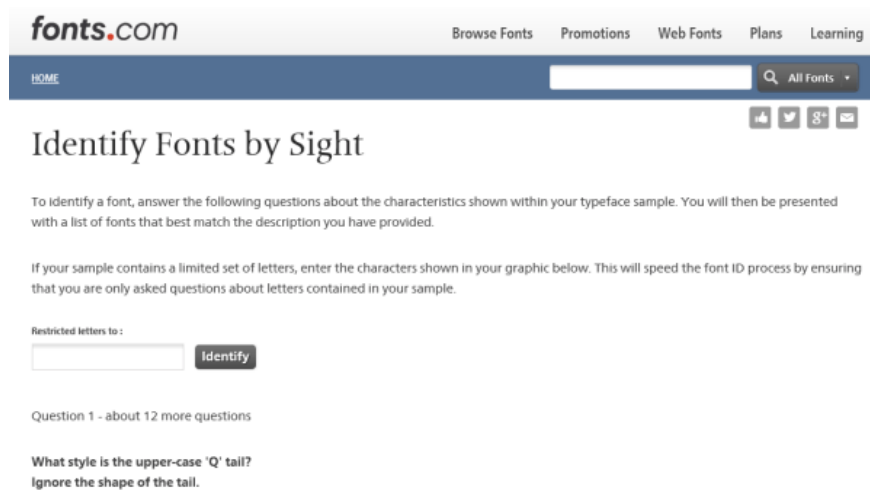 fonts.com
Browse Fonts Promotions Web Fonts Plans Learning
HOME
All Fonts
g+
Identify Fonts by Sight
To identify a font, answer the following questions about the characteristics shown within your typeface sample. You will then be presented
with a list of fonts that best match the description you have provided.
If your sample contains a limited set of letters, enter the characters shown in your graphic below. This will speed the font ID process by ensuring
that you are only asked questions about letters contained in your sample.
Restricted letters to :
Identify
Question 1 - about 12 more questions
What style is the upper-case 'Q' tail?
Ignore the shape of the tail.